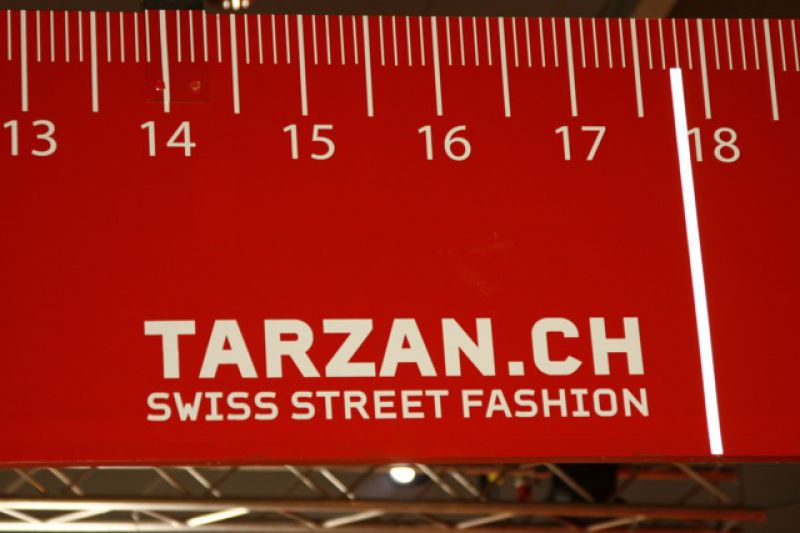 13 14 15 16 17 18
TARZAN.CH
SWISS STREET FASHION